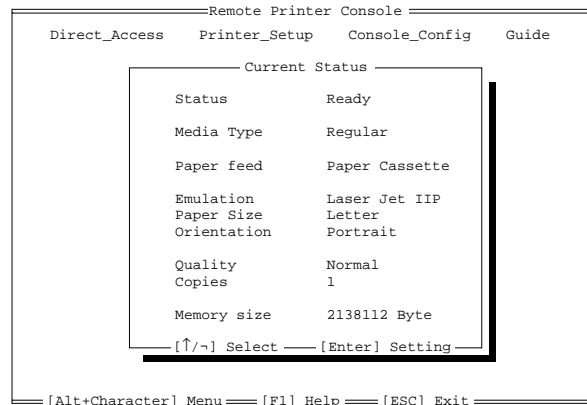 Remote Printer Console
Direct_Access Printer_Setup Console_Config Guide
Current Status
Status Ready
Media Type Regular
Paper feed Paper Cassette
Emulation Laser Jet IIP
Paper Size Letter
Orientation Portrait
Quality Normal
Copies 1
Memory size 2138112 Byte
[↑/¬] Select [Enter] Setting
[Alt+Character] Menu [F1] Help [ESC] Exit